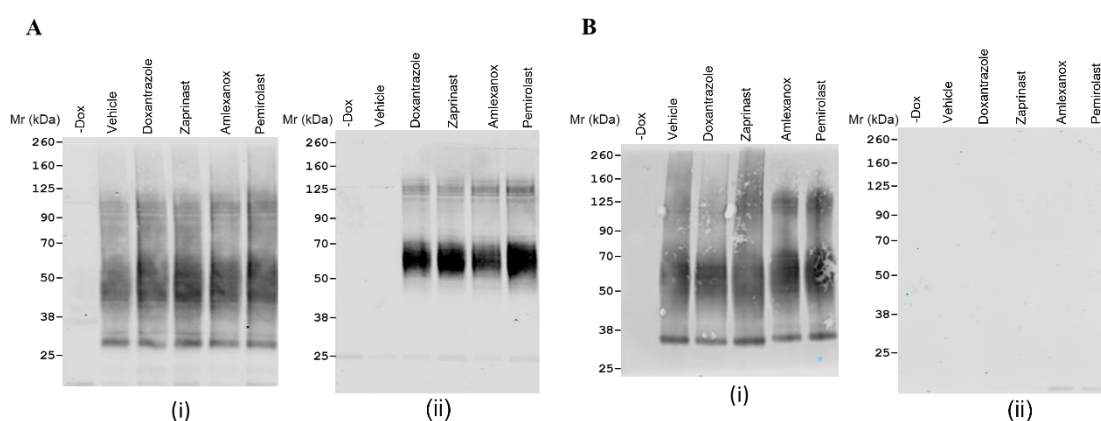 A
B
Mr (kDa)
-Dox
Vehicle
Doxantrazole
Zaprinast
Amlexanox
Pemirolast
260
160
125
90
70
50
38
25
(i)
Mr (kDa)
-Dox
Vehicle
Doxantrazole
Zaprinast
Amlexanox
Pemirolast
260
160
125
90
70
50
38
25
(ii)
Mr (kDa)
-Dox
Vehicle
Doxantrazole
Zaprinast
Amlexanox
Pemirolast
260
160
125
90
70
50
38
25
(i)
Mr (kDa)
-Dox
Vehicle
Doxantrazole
Zaprinast
Amlexanox
Pemirolast
260
160
125
90
70
50
38
25
(ii)